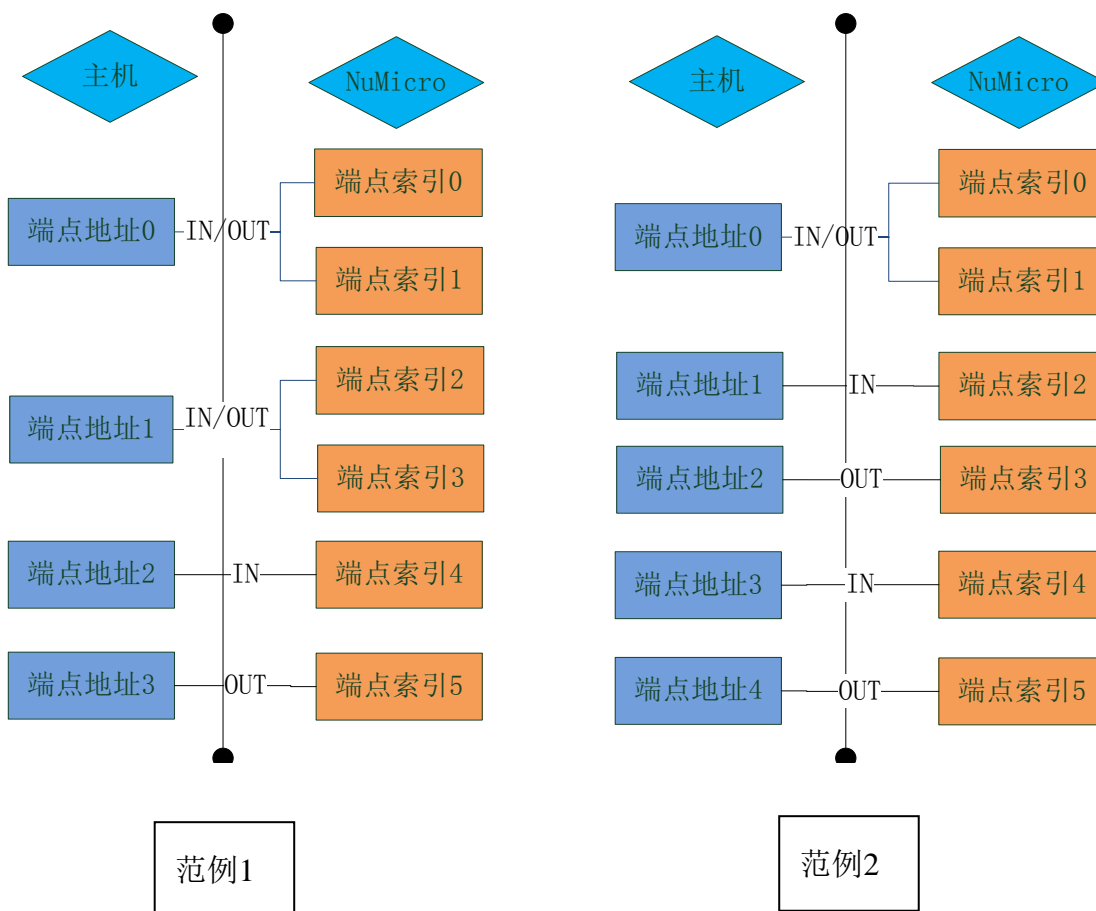 主机
NuMicro
端点索引0
端点地址0
IN/OUT
端点索引1
端点索引2
端点地址1
IN/OUT
端点索引3
端点地址2
IN
端点索引4
端点地址3
OUT
端点索引5
范例1
主机
NuMicro
端点索引0
端点地址0
IN/OUT
端点索引1
端点地址1
IN
端点索引2
端点地址2
OUT
端点索引3
端点地址3
IN
端点索引4
端点地址4
OUT
端点索引5
范例2